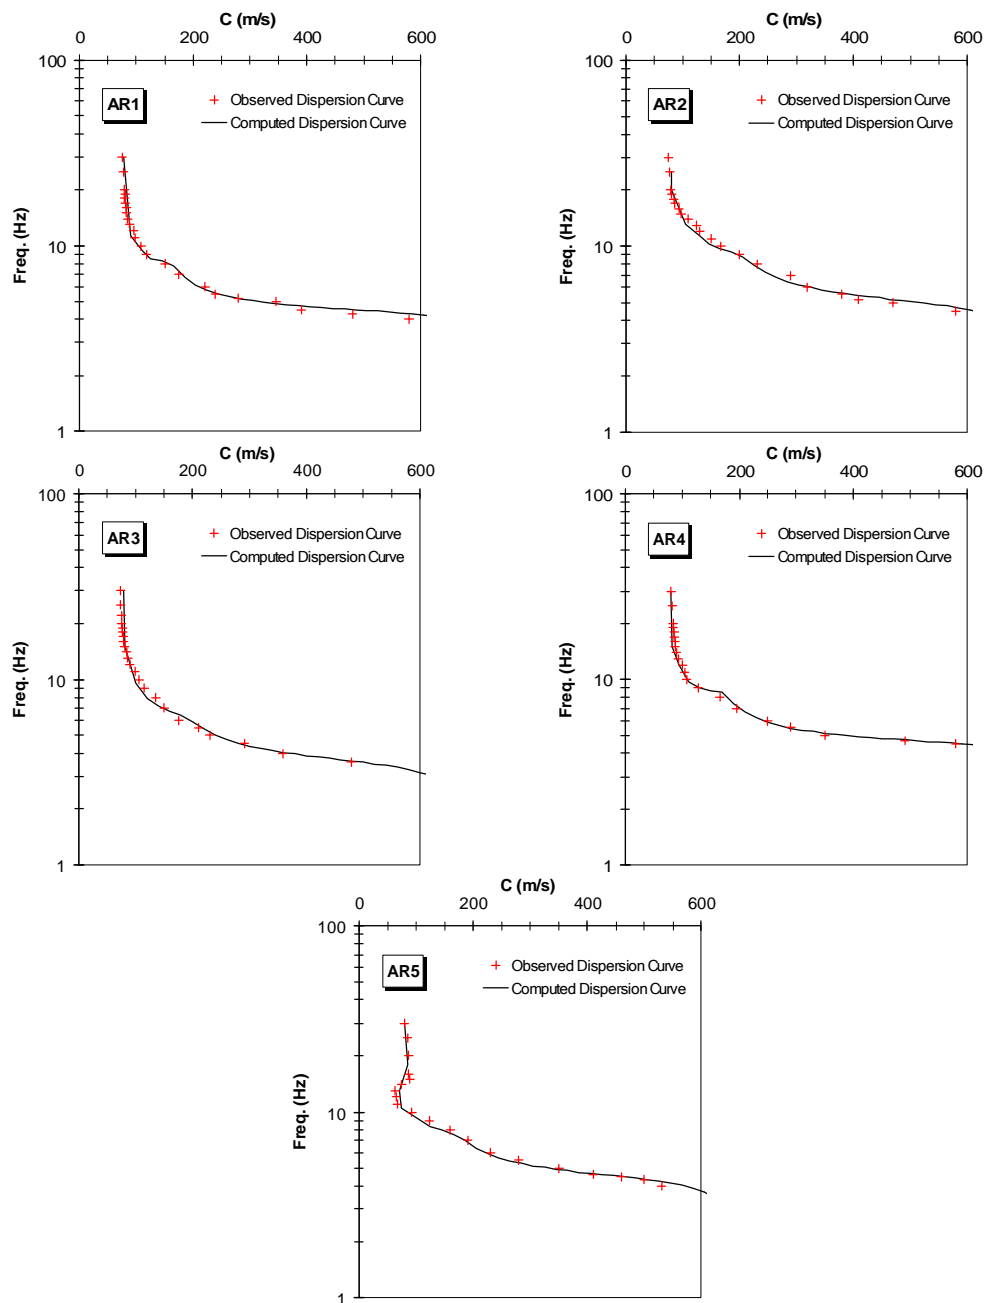 C (m/s)
0 200 400 600
100
AR1
Observed Dispersion Curve
Computed Dispersion Curve
Freq. (Hz)
10
1
C (m/s)
0 200 400 600
100
AR2
Observed Dispersion Curve
Computed Dispersion Curve
Freq. (Hz)
10
1
C (m/s)
0 200 400 600
100
AR3
Observed Dispersion Curve
Computed Dispersion Curve
Freq. (Hz)
10
1
C (m/s)
0 200 400 600
100
AR4
Observed Dispersion Curve
Computed Dispersion Curve
Freq. (Hz)
10
1
C (m/s)
0 200 400 600
100
AR5
Observed Dispersion Curve
Computed Dispersion Curve
Freq. (Hz)
10
1